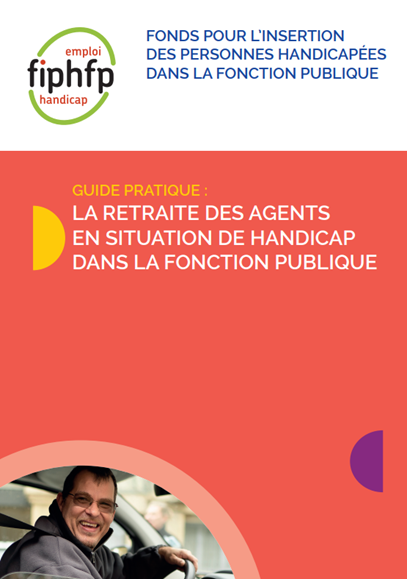 emploi
fiphfp
handicap
FONDS POUR L'INSERTION
DES PERSONNES HANDICAPÉES
DANS LA FONCTION PUBLIQUE
GUIDE PRATIQUE :
LA RETRAITE DES AGENTS
EN SITUATION DE HANDICAP
DANS LA FONCTION PUBLIQUE